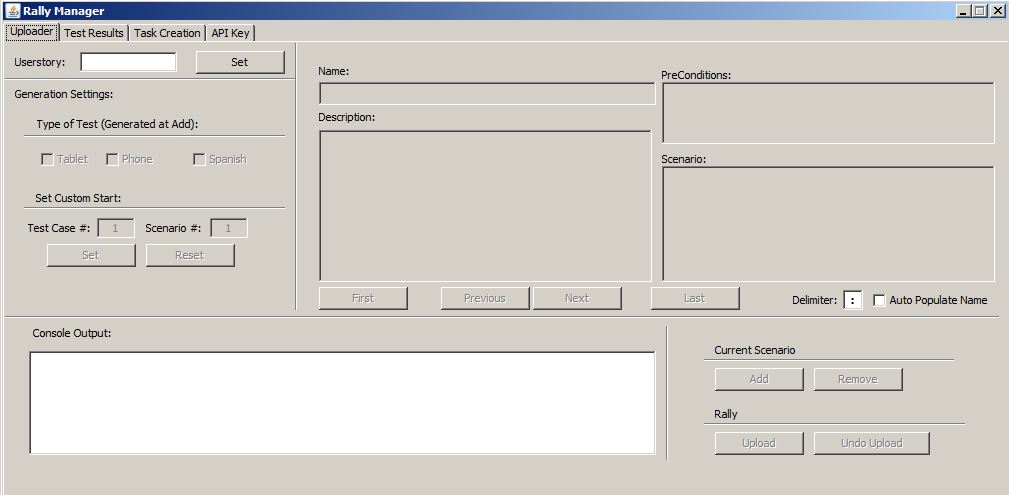 Rally Manager
Uploader Test Results Task Creation API Key
Userstory: Set
Generation Settings:
Type of Test (Generated at Add):
Tablet Phone Spanish
Set Custom Start:
Test Case #: 1 Scenario #: 1
Set Reset
Name:
Description:
PreConditions:
Scenario:
First Previous Next Last
Delimiter: : Auto Populate Name
Console Output:
Current Scenario
Add Remove
Rally
Upload Undo Upload